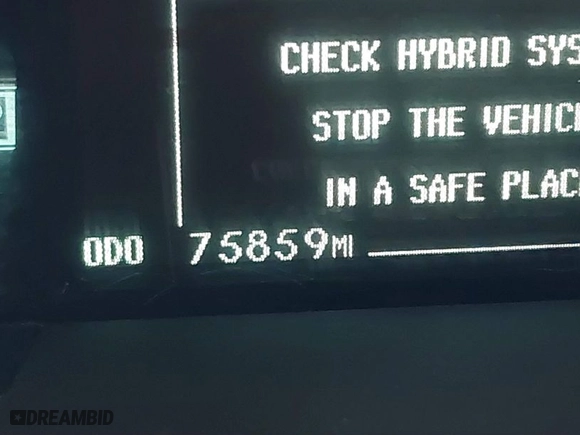 CHECK HYBRID SYS
STOP THE VEHIC
IN A SAFE PLAC
ODO 75859MI
DREAMBID